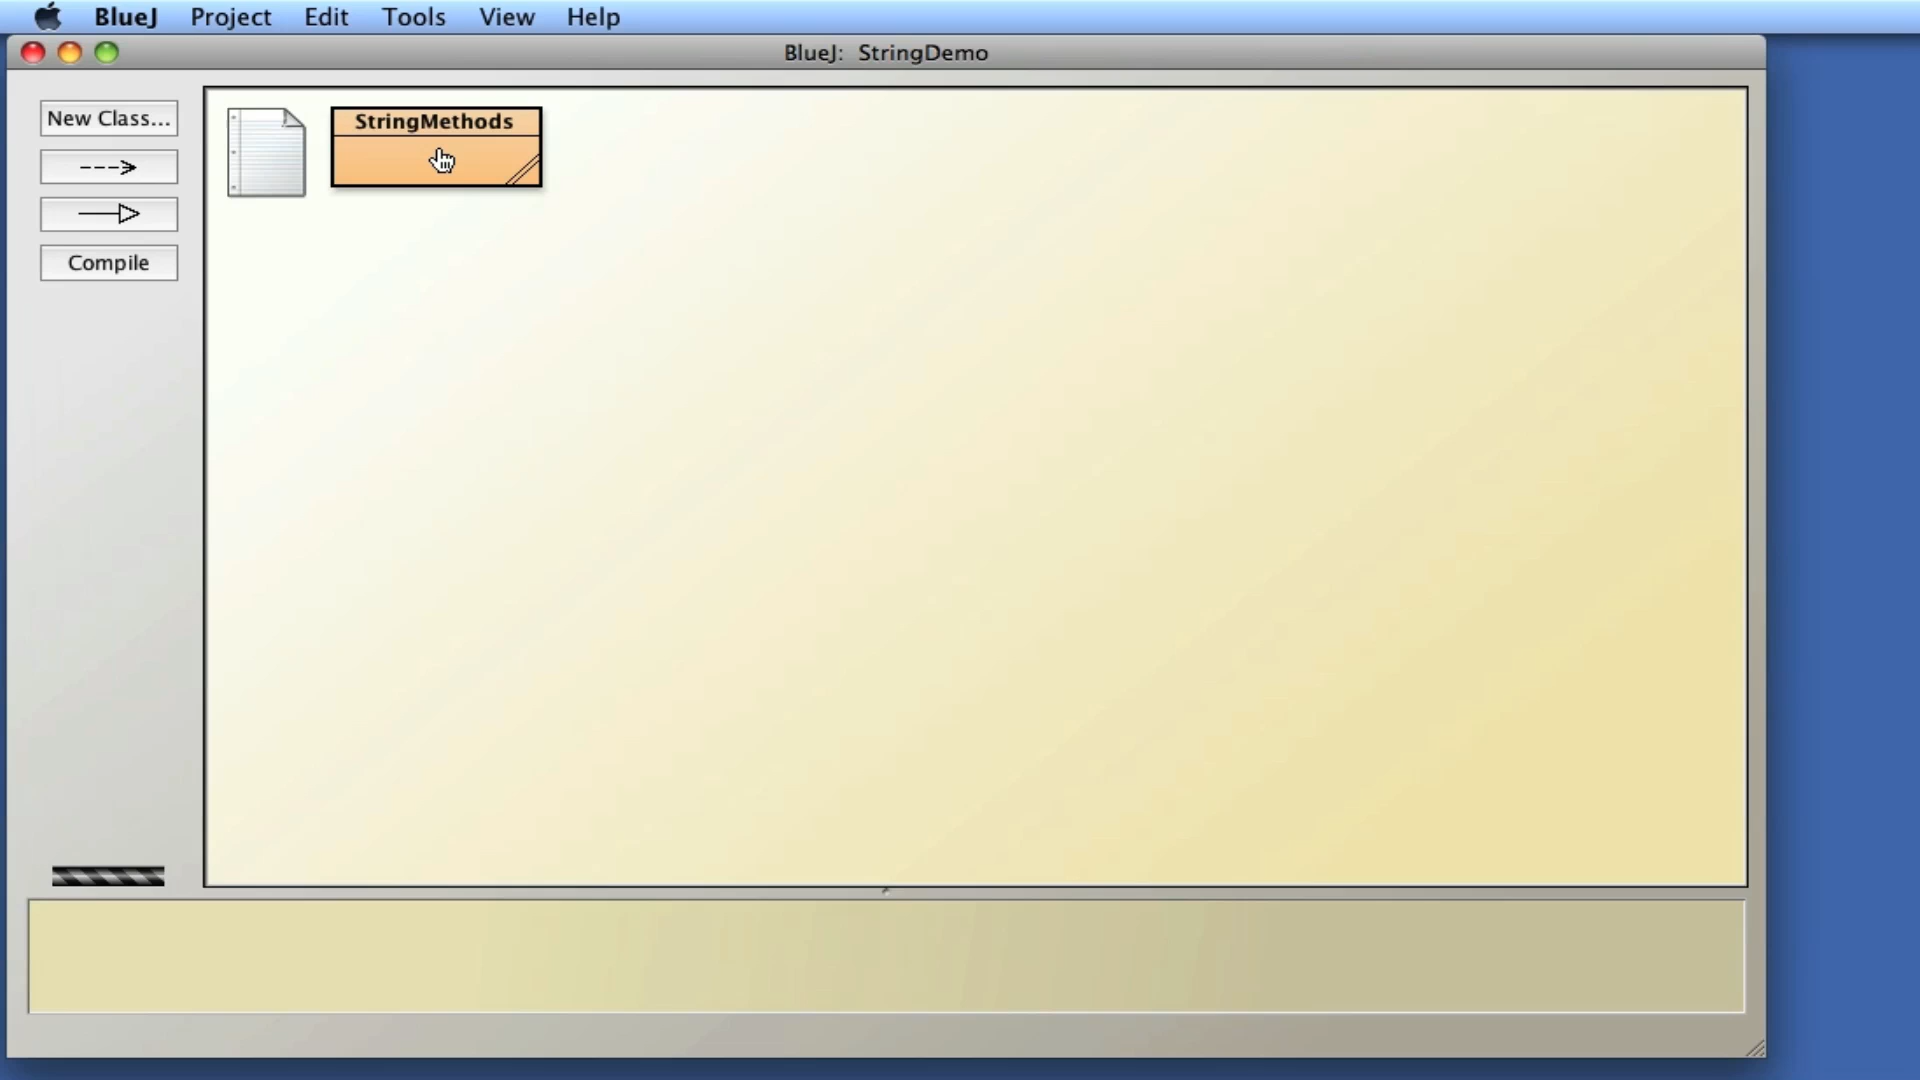 BlueJ Project Edit Tools View Help
BlueJ: StringDemo
New Class...
StringMethods
Compile